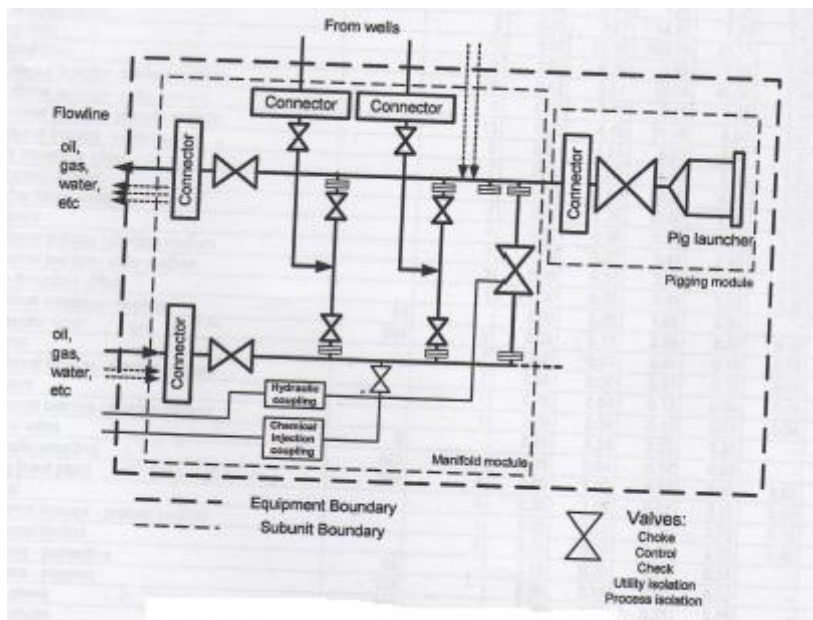 From wells
Connector
Connector
Flowline
oil,
gas,
water,
etc
Connector
Connector
Pig launcher
Pigging module
oil,
gas,
water,
etc
Connector
Hydraulic
coupling
Chemical
injection
coupling
Manifold module
Equipment Boundary
Subunit Boundary
Valves:
Choke
Control
Check
Utility isolation
Process isolation